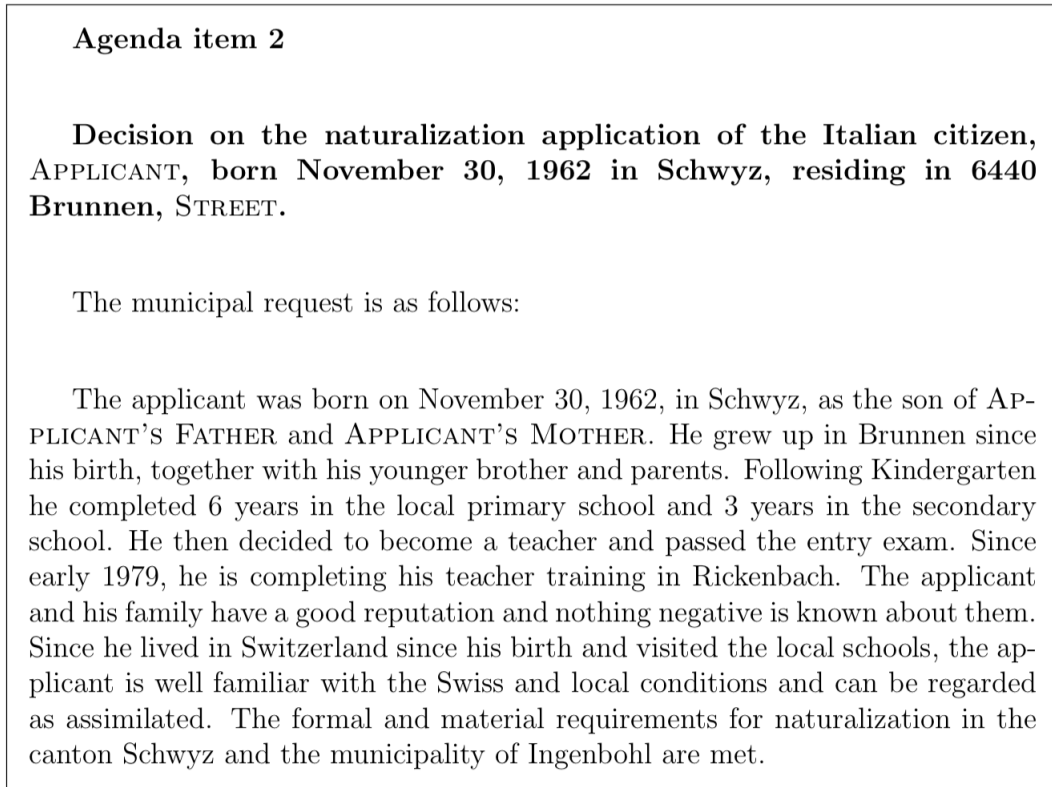 Agenda item 2
Decision on the naturalization application of the Italian citizen,
APPLICANT, born November 30, 1962 in Schwyz, residing in 6440
Brunnen, STREET.
The municipal request is as follows:
The applicant was born on November 30, 1962, in Schwyz, as the son of AP-
PLICANT'S FATHER and APPLICANT'S MOTHER. He grew up in Brunnen since
his birth, together with his younger brother and parents. Following Kindergarten
he completed 6 years in the local primary school and 3 years in the secondary
school. He then decided to become a teacher and passed the entry exam. Since
early 1979, he is completing his teacher training in Rickenbach. The applicant
and his family have a good reputation and nothing negative is known about them.
Since he lived in Switzerland since his birth and visited the local schools, the ap-
plicant is well familiar with the Swiss and local conditions and can be regarded
as assimilated. The formal and material requirements for naturalization in the
canton Schwyz and the municipality of Ingenbohl are met.